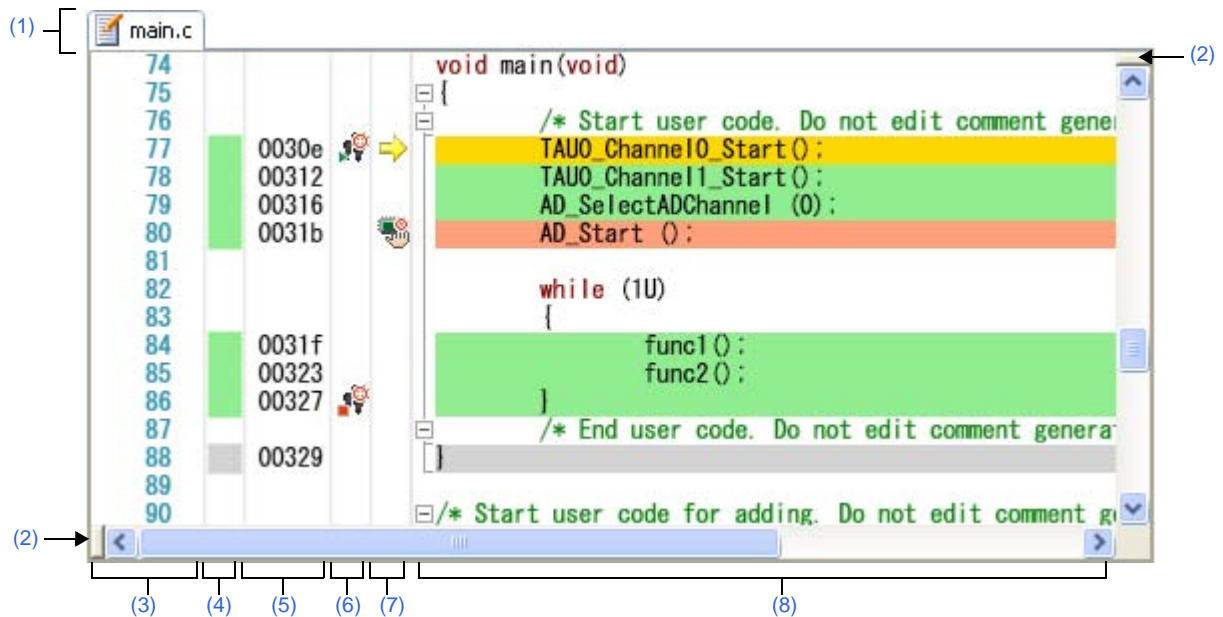 (1) main.c
74 void main(void) (2)
75 {
76 /* Start user code. Do not edit comment gene
77 0030e TAU0_Channel0_Start();
78 00312 TAU0_Channel1_Start();
79 00316 AD_SelectADChannel (0);
80 0031b AD_Start ();
81
82 while (1U)
83 {
84 0031f func1();
85 00323 func2();
86 00327 }
87 /* End user code. Do not edit comment genera
88 00329 }
89
90 /* Start user code for adding. Do not edit comment g
(2)
(3) (4) (5) (6) (7) (8)